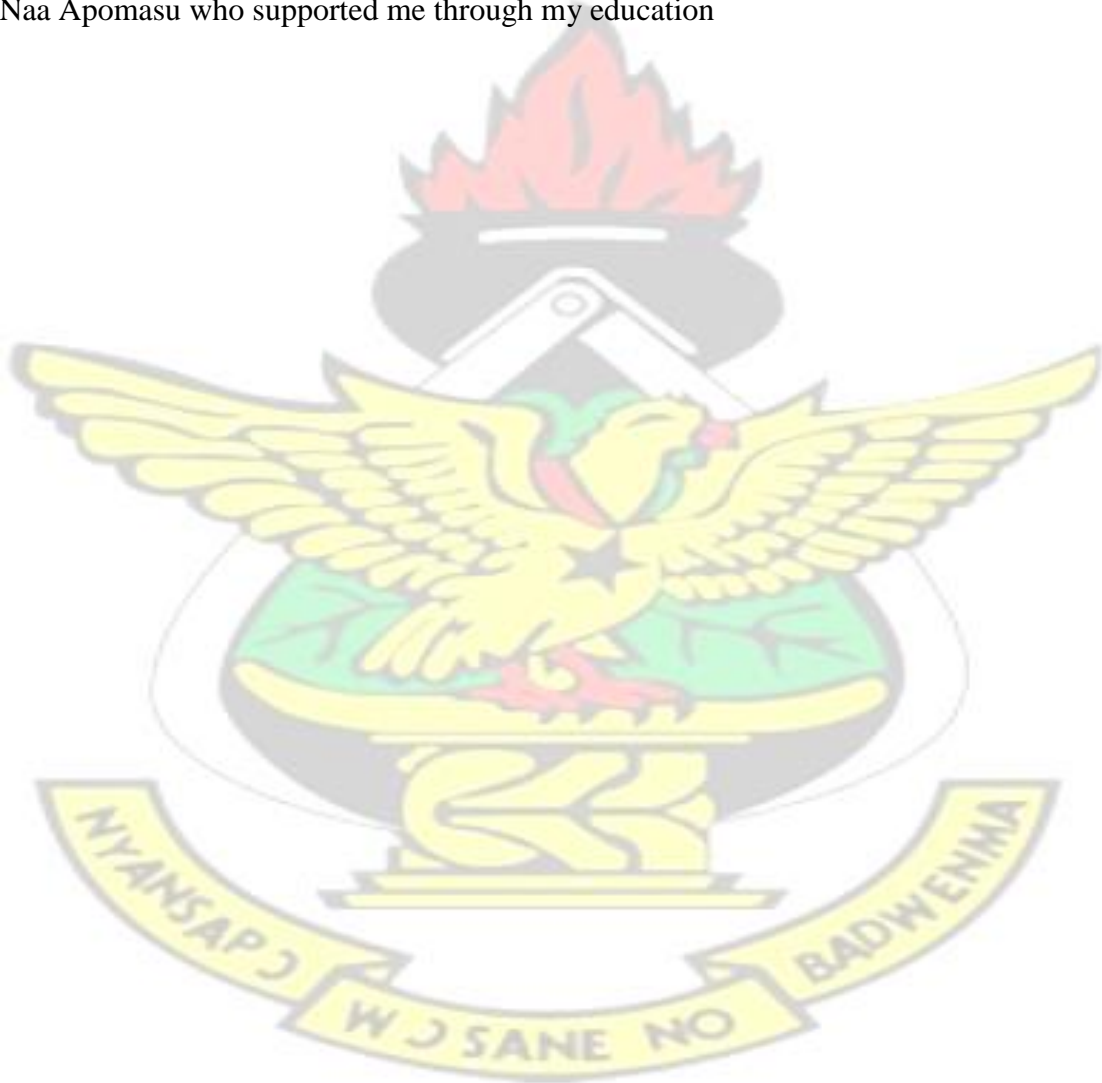 Naa Apomasu who supported me through my education
NYANSAPƆ
WƆSANE NO
BADWENMA